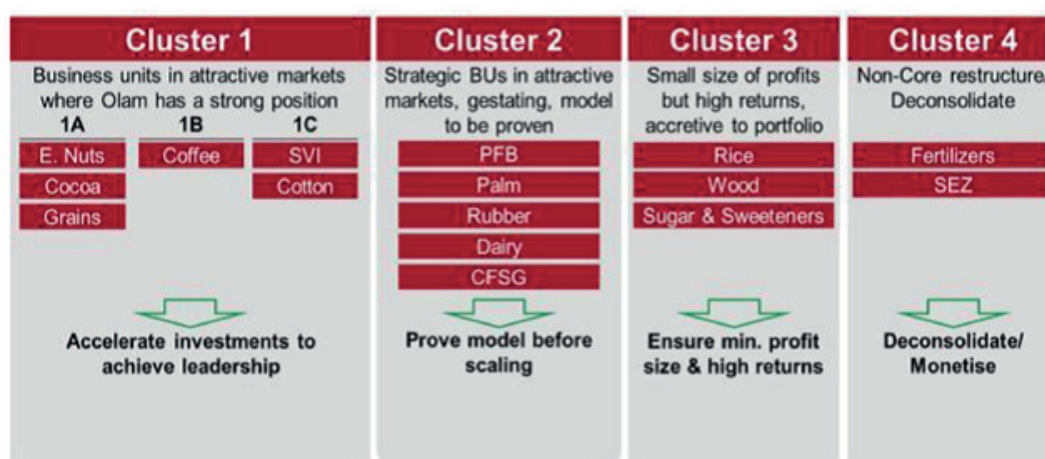 Cluster 1
Business units in attractive markets
where Olam has a strong position
1A 1B 1C
E. Nuts
Cocoa
Grains
Coffee
SVI
Cotton
Accelerate investments to
achieve leadership
Cluster 2
Strategic BUs in attractive
markets, gestating, model
to be proven
PFB
Palm
Rubber
Dairy
CFSG
Prove model before
scaling
Cluster 3
Small size of profits
but high returns,
accretive to portfolio
Rice
Wood
Sugar & Sweeteners
Ensure min. profit
size & high returns
Cluster 4
Non-Core restructure/
Deconsolidate
Fertilizers
SEZ
Deconsolidate/
Monetise